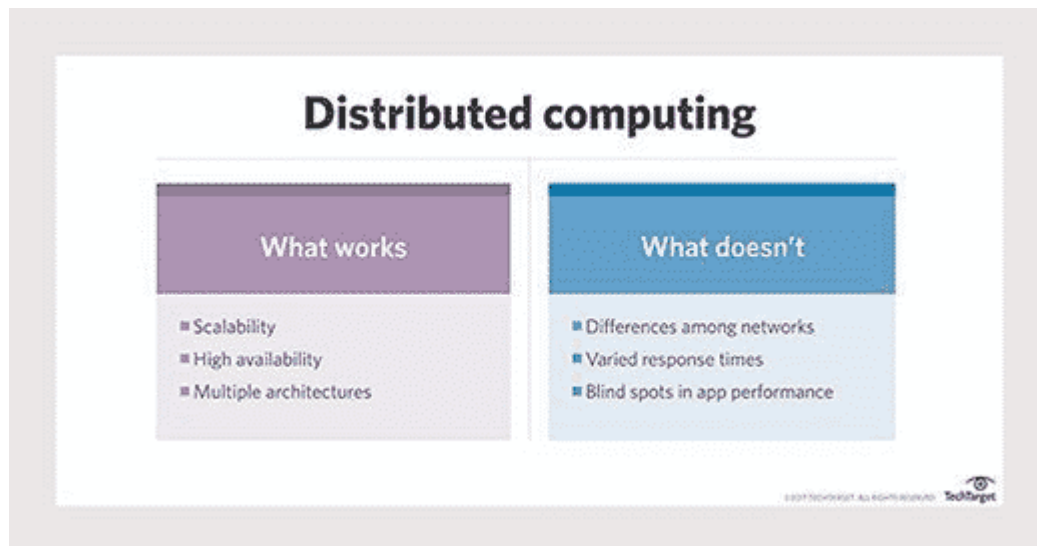 Distributed computing
What works
What doesn't
Scalability
High availability
Multiple architectures
Differences among networks
Varied response times
Blind spots in app performance
TechTarget